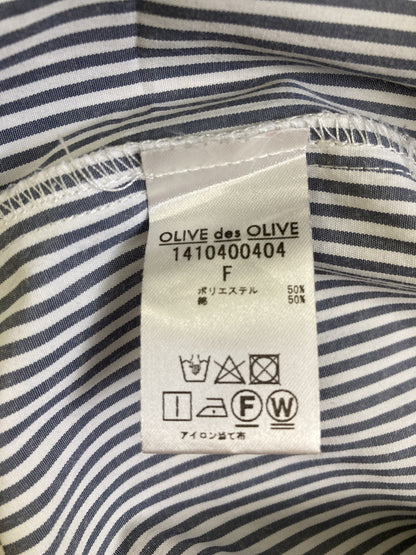 OLIVE des OLIVE
1410400404
F
ポリエステル 50%
綿 50%
F W
アイロン当て布